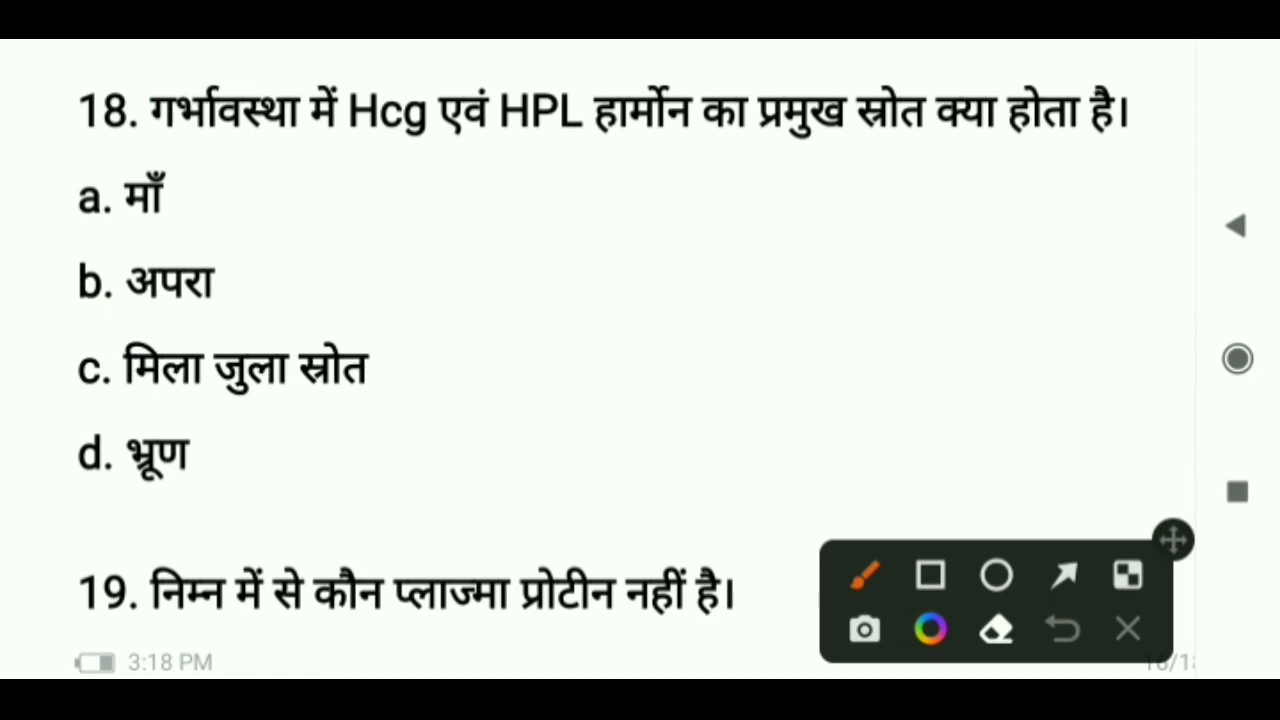 18. गर्भावस्था में Hcg एवं HPL हार्मोन का प्रमुख स्रोत क्या होता है।
a. माँ
b. अपरा
c. मिला जुला स्रोत
d. भ्रूण
19. निम्न में से कौन प्लाज्मा प्रोटीन नहीं है।
3:18 PM